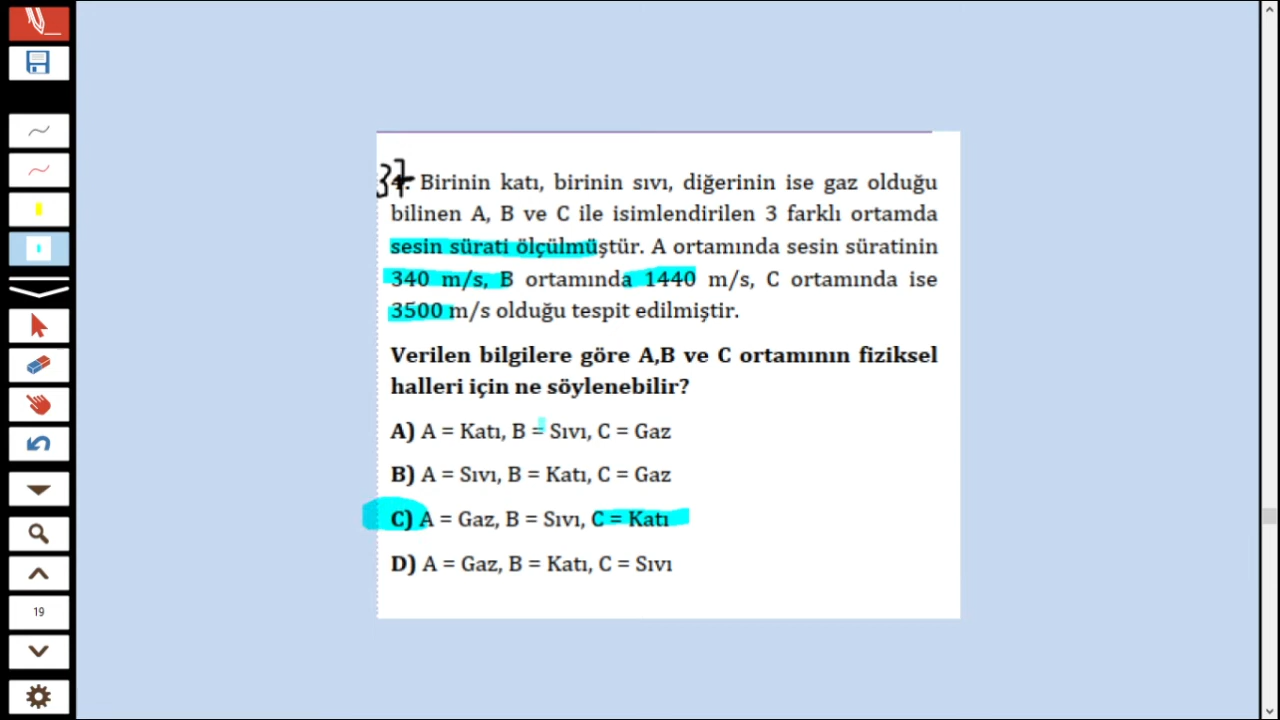 37. Birinin katı, birinin sıvı, diğerinin ise gaz olduğu
bilinen A, B ve C ile isimlendirilen 3 farklı ortamda
sesin sürati ölçülmüştür. A ortamında sesin süratinin
340 m/s, B ortamında 1440 m/s, C ortamında ise
3500 m/s olduğu tespit edilmiştir.
Verilen bilgilere göre A,B ve C ortamının fiziksel
halleri için ne söylenebilir?
A) A = Katı, B = Sıvı, C = Gaz
B) A = Sıvı, B = Katı, C = Gaz
C) A = Gaz, B = Sıvı, C = Katı
D) A = Gaz, B = Katı, C = Sıvı
19